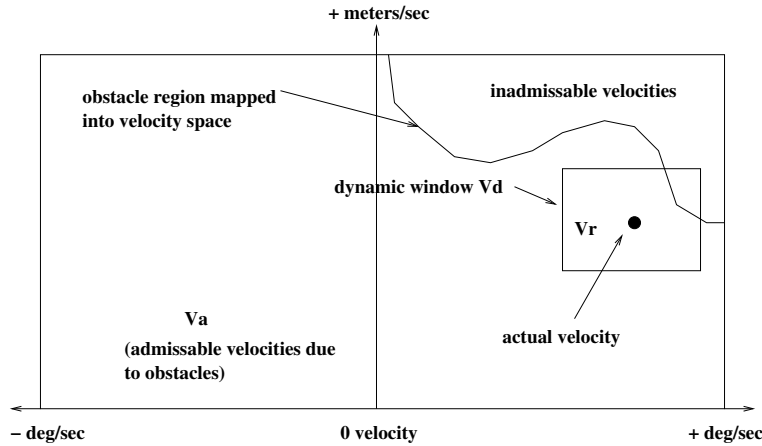 + meters/sec
obstacle region mapped
into velocity space
inadmissable velocities
dynamic window Vd
Vr
actual velocity
Va
(admissable velocities due
to obstacles)
− deg/sec
0 velocity
+ deg/sec